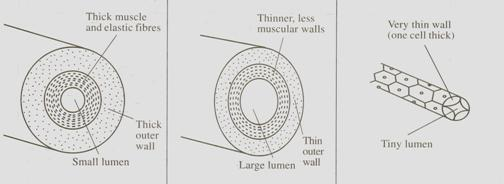 Thick muscle
and elastic fibres
Thick
outer
wall
Small lumen
Thinner, less
muscular walls
Thin
outer
wall
Large lumen
Very thin wall
(one cell thick)
Tiny lumen